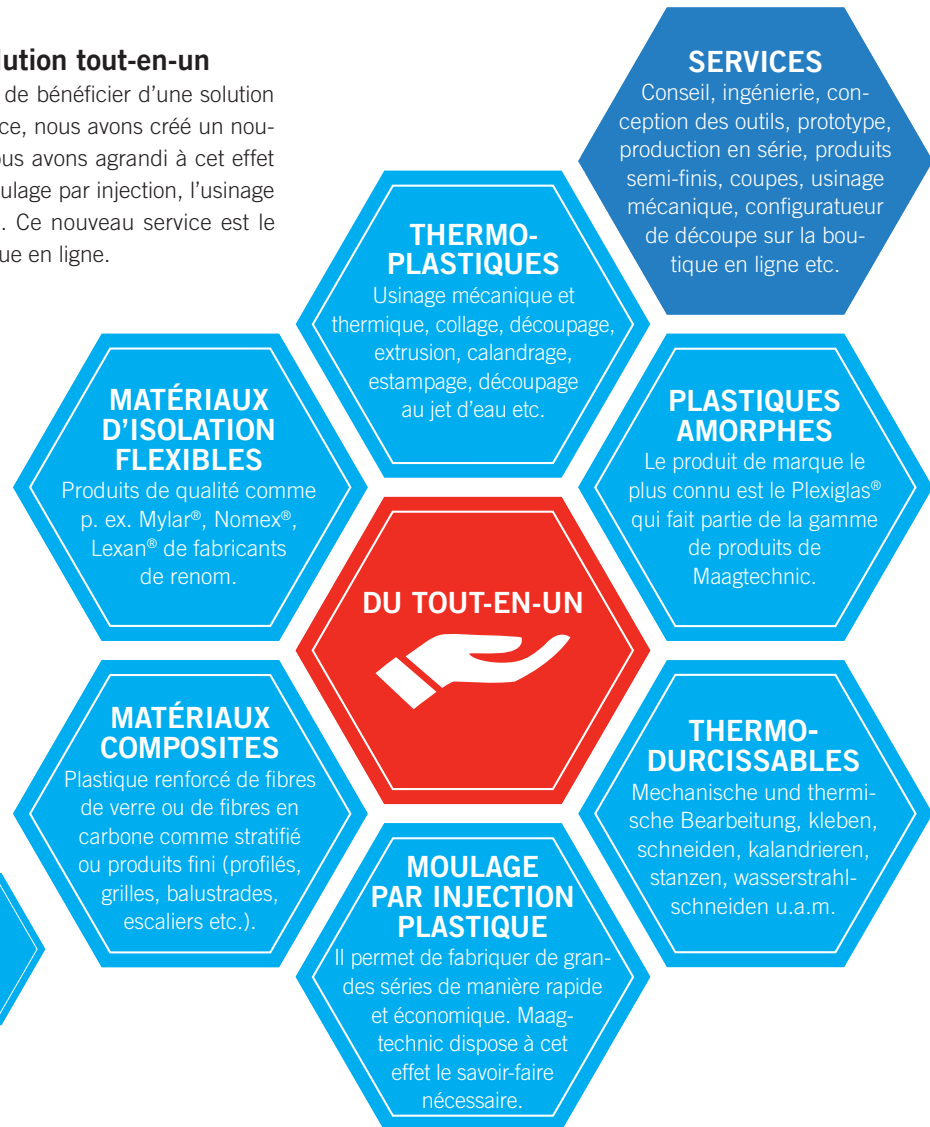 lution tout-en-un
de bénéficier d’une solution
ce, nous avons créé un nou-
ous avons agrandi à cet effet
oulage par injection, l’usinage
. Ce nouveau service est le
ue en ligne.
SERVICES
Conseil, ingénierie, con-
ception des outils, prototype,
production en série, produits
semi-finis, coupes, usinage
mécanique, configuratueur
de découpe sur la bou-
tique en ligne etc.
THERMO-
PLASTIQUES
Usinage mécanique et
thermique, collage, découpage,
extrusion, calandrage,
estampage, découpage
au jet d’eau etc.
MATÉRIAUX
D’ISOLATION
FLEXIBLES
Produits de qualité comme
p. ex. Mylar®, Nomex®,
Lexan® de fabricants
de renom.
PLASTIQUES
AMORPHES
Le produit de marque le
plus connu est le Plexiglas®
qui fait partie de la gamme
de produits de
Maagtechnic.
DU TOUT-EN-UN
MATÉRIAUX
COMPOSITES
Plastique renforcé de fibres
de verre ou de fibres en
carbone comme stratifié
ou produits fini (profilés,
grilles, balustrades,
escaliers etc.).
THERMO-
DURCISSABLES
Mechanische und thermi-
sche Bearbeitung, kleben,
schneiden, kalandrieren,
stanzen, wasserstrahl-
schneiden u.a.m.
MOULAGE
PAR INJECTION
PLASTIQUE
Il permet de fabriquer de gran-
des séries de manière rapide
et économique. Maag-
technic dispose à cet
effet le savoir-faire
nécessaire.